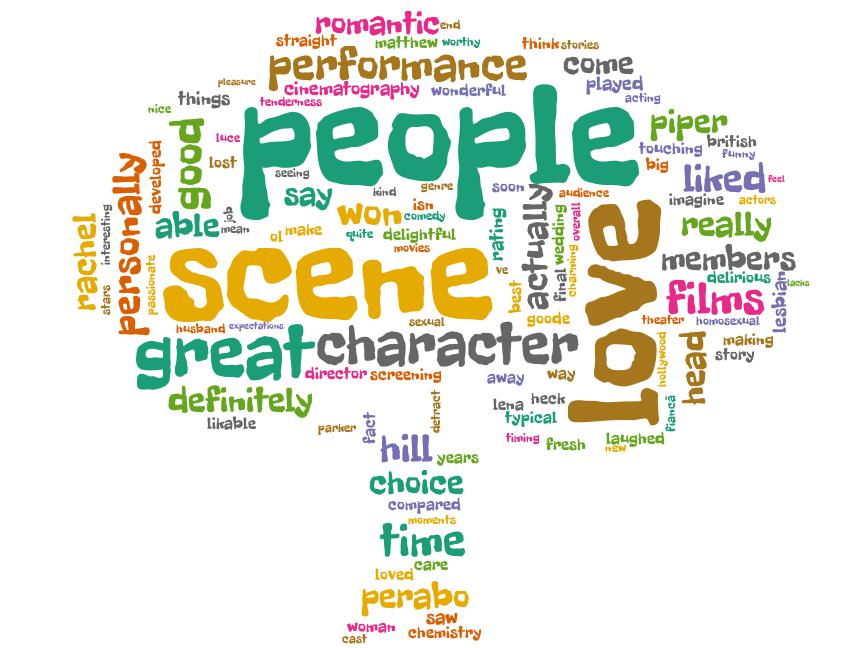 romantic end
straight matthew worthy think stories
performance come
pleasure cinematography wonderful played
nice things tenderness acting
people
good luce piper
touching british
funny
lost big
developed seeing liked feel
personally say kind genre soon audience
imagine actors
rachel interesting able job mean won isn comedy
rating actually wedding overall love really
ol make quite delightful
movies
members
stars passionate scene ve best final charming
delirious lacks
films lesbian
goode theater homosexual
husband expectations sexual
great character
hollywood head making
story
director screening away way
definitely
detract lena heck
fiancã
likable typical
parker fact
timing fresh laughed
new
hill years
choice
compared
moments
time
care
loved
perabo
saw
woman chemistry
cast